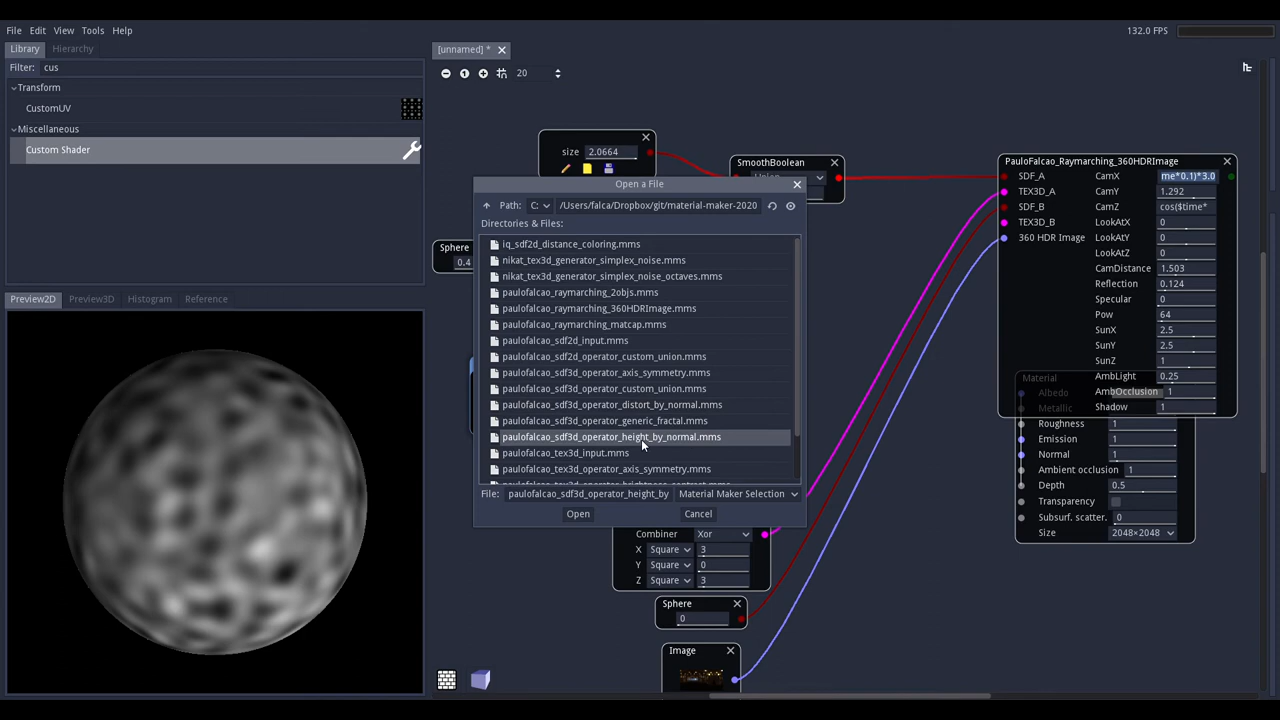 File Edit View Tools Help
132.0 FPS
Library Hierarchy
[unnamed] *
Filter: cus
20
Transform
CustomUV
Miscellaneous
Custom Shader
size 2.0664
SmoothBoolean
Union
PauloFalcao_Raymarching_360HDRImage
SDF_A CamX me*0.1)*3.0
TEX3D_A CamY 1.292
SDF_B CamZ cos($time*
TEX3D_B LookAtX 0
360 HDR Image LookAtY 0
LookAtZ 0
CamDistance 1.503
Reflection 0.124
Specular 0
Pow 64
SunX 2.5
SunY 2.5
SunZ 1
AmbLight 0.25
AmbOcclusion 1
Shadow 1
Material
Albedo
Metallic
Roughness 1
Emission 1
Normal 1
Ambient occlusion 1
Depth 0.5
Transparency
Subsurf. scatter. 0
Size 2048×2048
Sphere
0.4
Open a File
Path: C: /Users/falca/Dropbox/git/material-maker-2020
Directories & Files:
iq_sdf2d_distance_coloring.mms
nikat_tex3d_generator_simplex_noise.mms
nikat_tex3d_generator_simplex_noise_octaves.mms
paulofalcao_raymarching_2objs.mms
paulofalcao_raymarching_360HDRImage.mms
paulofalcao_raymarching_matcap.mms
paulofalcao_sdf2d_input.mms
paulofalcao_sdf2d_operator_custom_union.mms
paulofalcao_sdf3d_operator_axis_symmetry.mms
paulofalcao_sdf3d_operator_custom_union.mms
paulofalcao_sdf3d_operator_distort_by_normal.mms
paulofalcao_sdf3d_operator_generic_fractal.mms
paulofalcao_sdf3d_operator_height_by_normal.mms
paulofalcao_tex3d_input.mms
paulofalcao_tex3d_operator_axis_symmetry.mms
paulofalcao_tex3d_operator_brightness_contrast.mms
File: paulofalcao_sdf3d_operator_height_by Material Maker Selection
Open Cancel
Preview2D Preview3D Histogram Reference
Combiner Xor
X Square 3
Y Square 0
Z Square 3
Sphere
0
Image